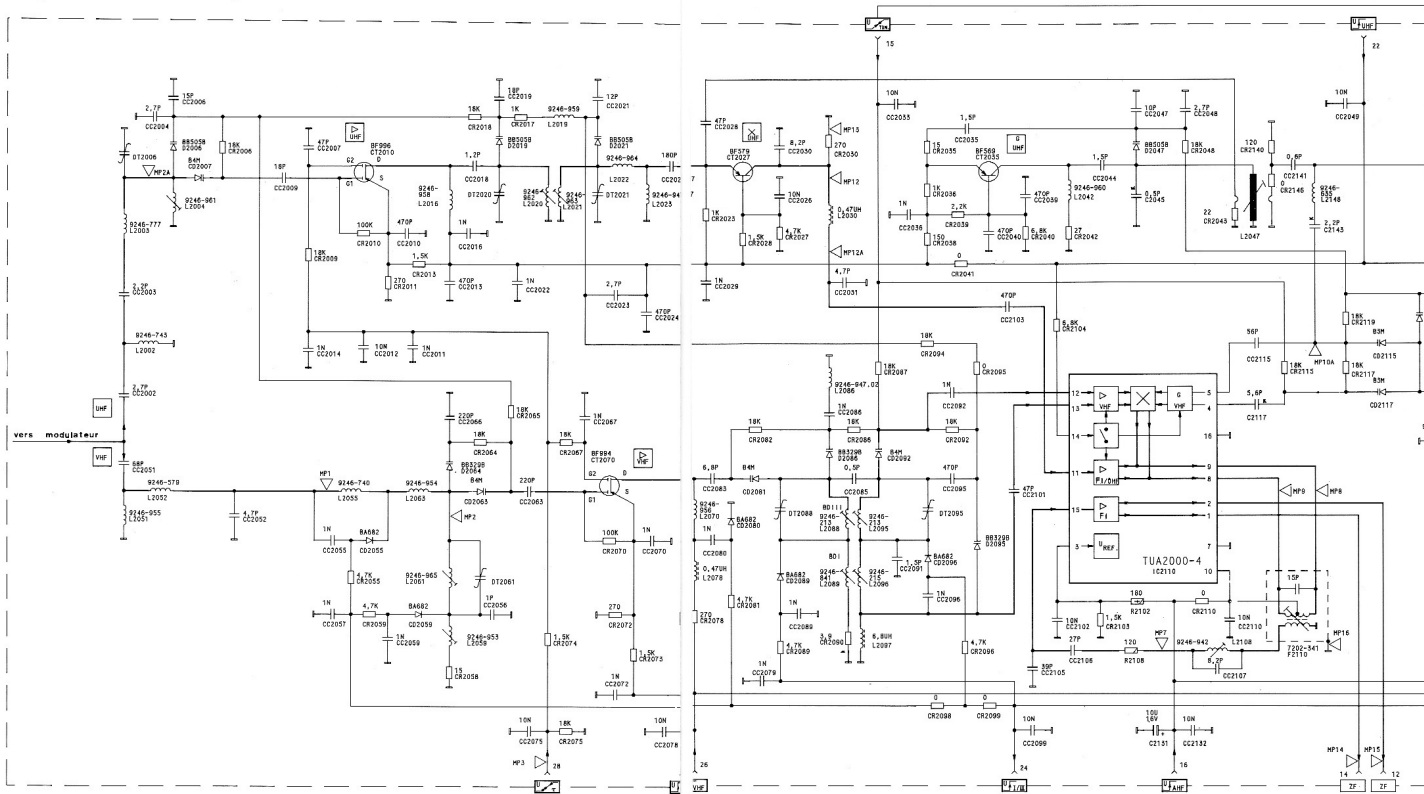 U TUN
15
U UHF
22
15P
CC2006
2,7P
CC2004
BB505B
D2006
B4M
CD2007
DT2006
MP2A
18K
CR2006
9246-961
L2004
9246-777
L2003
2,2P
CC2003
9246-743
L2002
2,7P
CC2002
UHF
vers modulateur
VHF
68P
CC2051
9246-579
L2052
9246-955
L2051
4,7P
CC2052
47P
CC2007
UHF
BF996
CT2010
G2
D
G1
S
18P
CC2009
18K
CR2009
100K
CR2010
470P
CC2010
1,5K
CR2013
270
CR2011
1N
CC2014
10N
CC2012
1N
CC2011
18K
CR2018
18P
CC2019
1K
CR2017
9246-959
L2019
12P
CC2021
BB505B
D2019
BB505B
D2021
1,2P
CC2018
9246-
958
L2016
DT2020
9246-
962
L2020
9246-
963
L2021
9246-964
L2022
DT2021
180P
1N
CC2016
470P
CC2013
1N
CC2022
2,7P
CC2023
470P
CC2024
L2023
47P
CC2028
UHF
BF579
CT2027
8,2P
CC2030
MP13
270
CR2030
MP12
10N
CC2026
0,47UH
L2030
1K
CR2023
1,5K
CR2028
4,7K
CR2027
MP12A
1N
CC2029
4,7P
CC2031
10N
CC2033
1,5P
CC2035
15
CR2035
G
UHF
BF569
CT2035
1K
CR2036
1N
CC2036
2,2K
CR2039
150
CR2038
470P
CC2040
470P
CC2039
6,8K
CR2040
9246-960
L2042
27
CR2042
0
CR2041
1,5P
CC2044
10P
CC2047
2,7P
CC2048
BB505B
D2047
18K
CR2048
0,5P
C2045
22
CR2043
L2047
120
CR2140
0,6P
CC2141
0
CR2146
9246-
635
L2148
2,2P
CC2143
10N
CC2049
470P
CC2103
6,8K
CR2104
18K
CR2094
0
CR2095
18K
CR2087
9246-947.02
L2086
1N
CC2086
1N
CC2092
18K
CR2082
18K
CR2086
18K
CR2092
BB329B
D2086
B4M
CD2092
6,8P
CC2083
B4M
CD2081
0,5P
CC2085
470P
CC2095
47P
CC2101
9246-
956
L2070
BA682
CD2080
DT2088
BDIII
9246-
213
L2088
9246-
213
L2095
DT2095
BB329B
D2095
1N
CC2080
0,47UH
L2078
BA682
CD2089
BDI
9246-
841
L2089
9246-
215
L2096
1,5P
CC2091
BA682
CD2096
1N
CC2096
4,7K
CR2081
1N
CC2089
270
CR2078
4,7K
CR2089
3,9
CR2090
6,8UH
L2097
4,7K
CR2096
1N
CC2079
0
CR2098
0
CR2099
220P
CC2066
18K
CR2064
18K
CR2065
18K
CR2067
1N
CC2067
BF994
CT2070
VHF
G2
D
G1
S
BB329B
D2064
B4M
CD2063
220P
CC2063
MP1
9246-740
L2055
9246-954
L2063
MP2
1N
CC2055
BA682
CD2055
4,7K
CR2055
9246-965
L2061
DT2061
100K
CR2070
1N
CC2070
1N
CC2057
4,7K
CR2059
BA682
CD2059
1P
CC2056
1N
CC2059
9246-953
L2059
15
CR2058
270
CR2072
1,5K
CR2074
1,5K
CR2073
1N
CC2072
10N
CC2075
18K
CR2075
10N
CC2078
MP3
28
U T
26
VHF
10N
CC2099
24
U I/III
12
13
14
11
15
3
VHF
G
VHF
FI/UHF
FI
U REF.
5
4
16
9
8
2
1
7
10
TUA2000-4
IC2110
56P
CC2115
5,6P
C2117
18K
CR2115
MP10A
18K
CR2119
18K
CR2117
B3M
CD2115
B3M
CD2117
MP9
MP8
10N
CC2102
1,5K
CR2103
180
R2102
0
CR2110
10N
CC2110
15P
7202-341
F2110
MP16
27P
CC2106
120
R2108
MP7
9246-942
L2108
8,2P
CC2107
39P
CC2105
10U
16V
C2131
10N
CC2132
16
U AHF
MP14
14
ZF
MP15
12
ZF